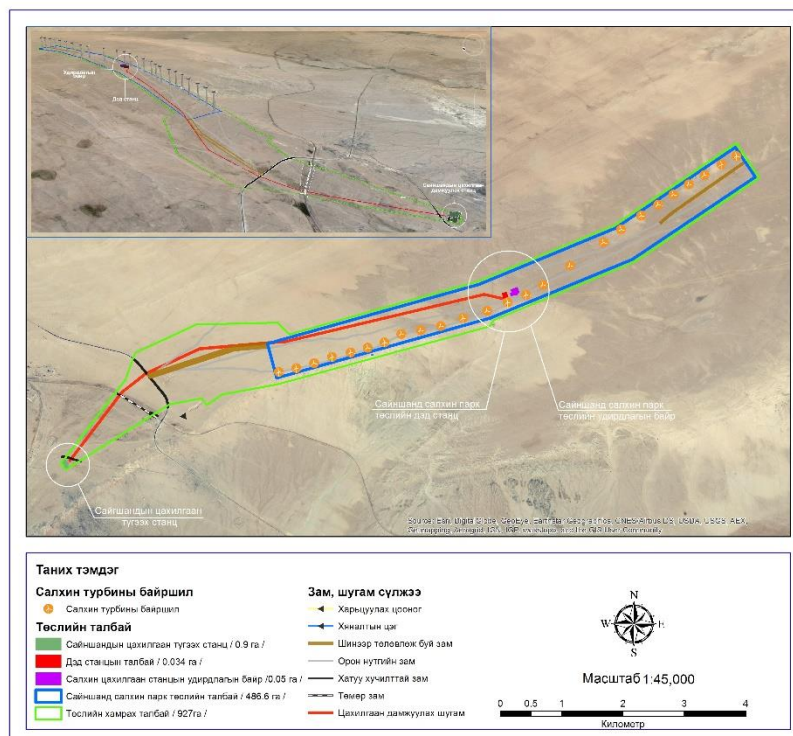 Дэд станц
Сайншанд салхин парк
төслийн дэд станц
Сайншанд салхин парк
төслийн удирдлагын байр
Сайншандын цахилгаан
түгээх станц
Таних тэмдэг
Салхин турбины байршил
Салхин турбины байршил
Төслийн талбай
Сайншандын цахилгаан түгээх станц / 0.9 га /
Дэд станцын талбай / 0.034 га /
Салхин цахилгаан станцын удирдлагын байр /0.05 га /
Сайншанд салхин парк төслийн талбай / 486.6 га /
Төслийн хамрах талбай / 927га /
Зам, шугам сүлжээ
Харьцуулах цооног
Хяналтын цэг
Шинээр төлөвлөж буй зам
Орон нутгийн зам
Хатуу хучилттай зам
Төмөр зам
Цахилгаан дамжуулах шугам
N
W E
S
Масштаб 1:45,000
0 0.5 1 2 3 4
Километр